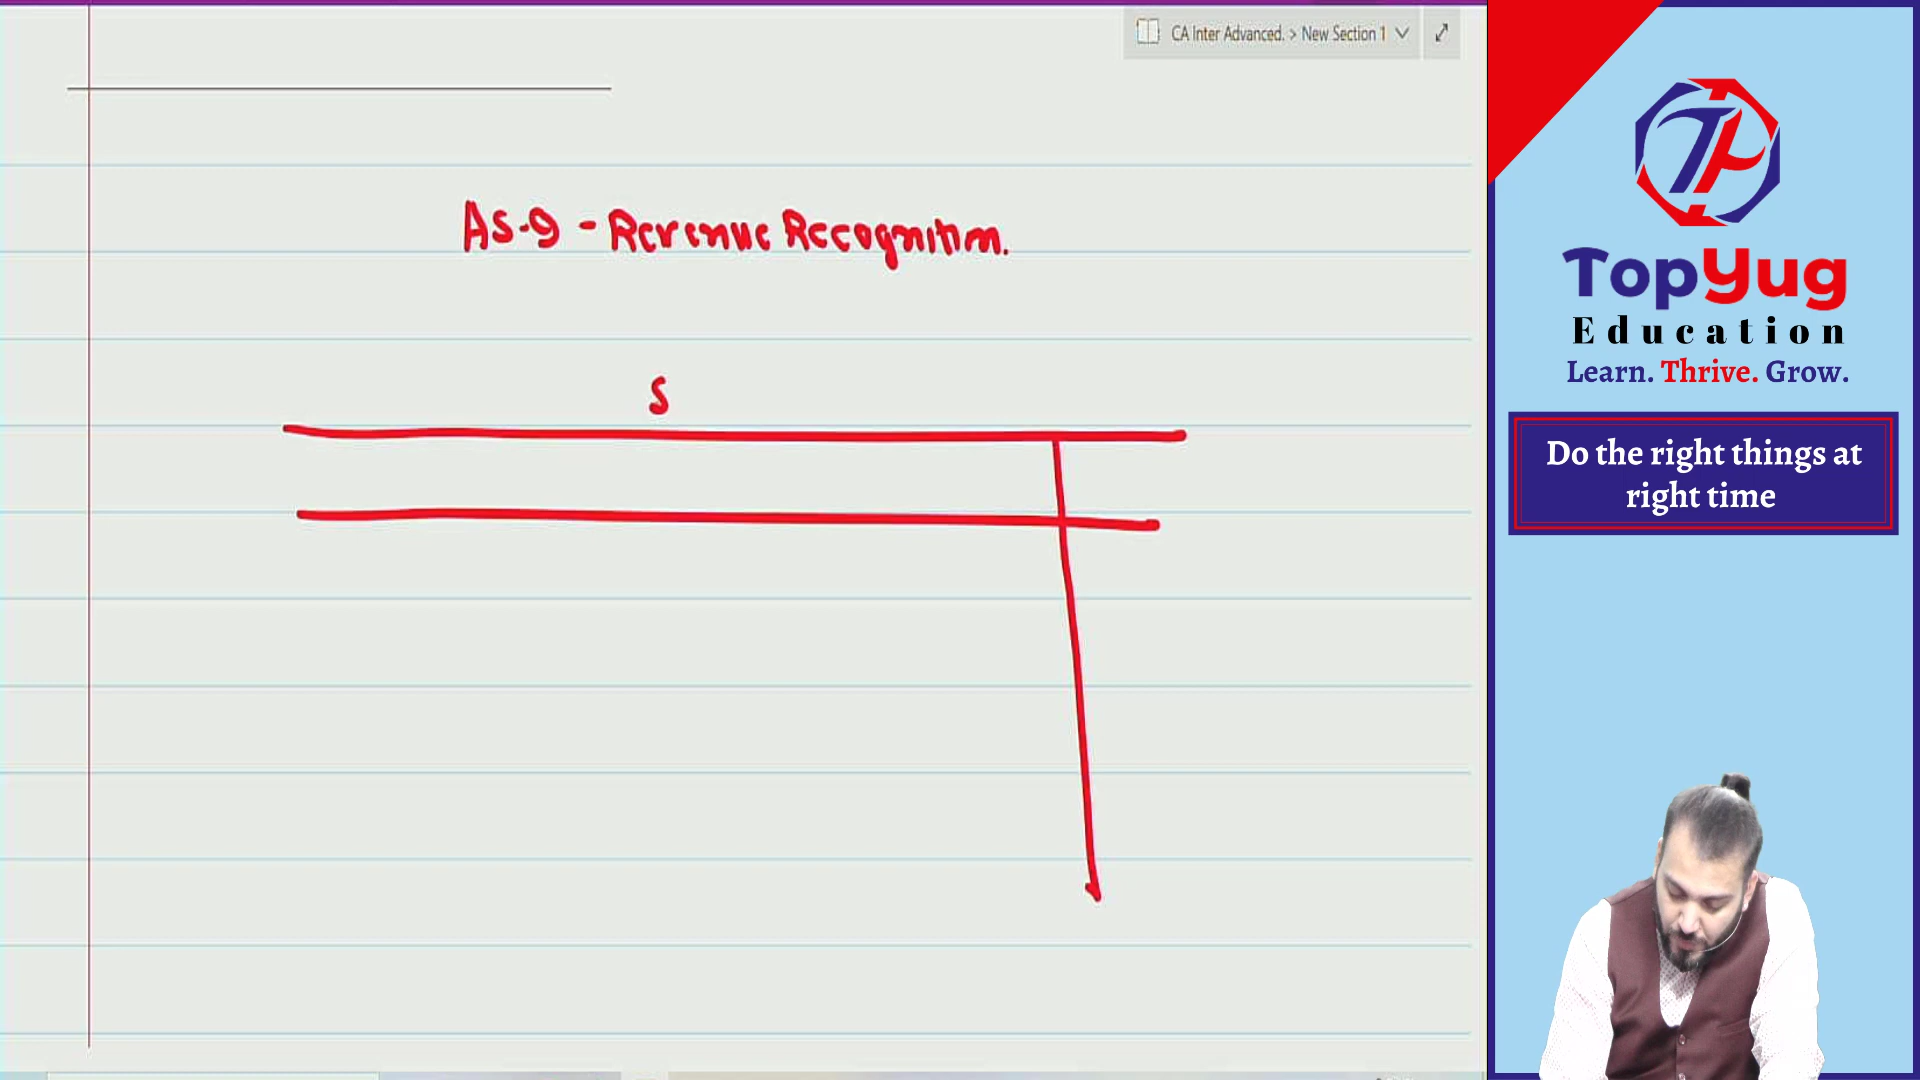 CA Inter Advanced. > New Section 1
AS-9 - Revenue Recognition.
S
TopYug
Education
Learn. Thrive. Grow.
Do the right things at
right time